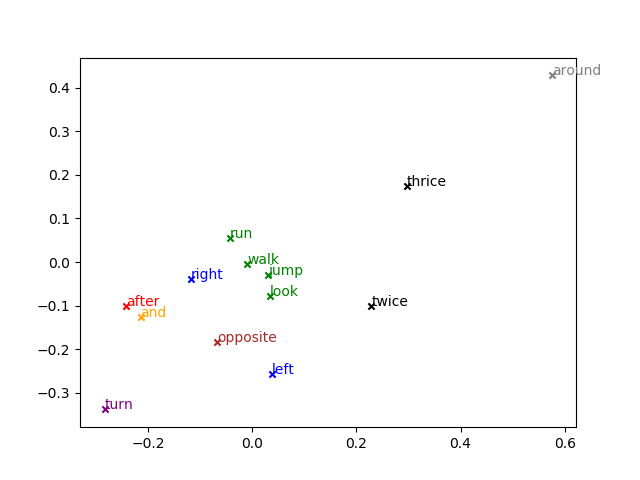 around
0.4
0.3
0.2
thrice
0.1
run
0.0
walk
jump
right
look
−0.1
after
twice
and
opposite
−0.2
left
−0.3
turn
−0.2
0.0
0.2
0.4
0.6